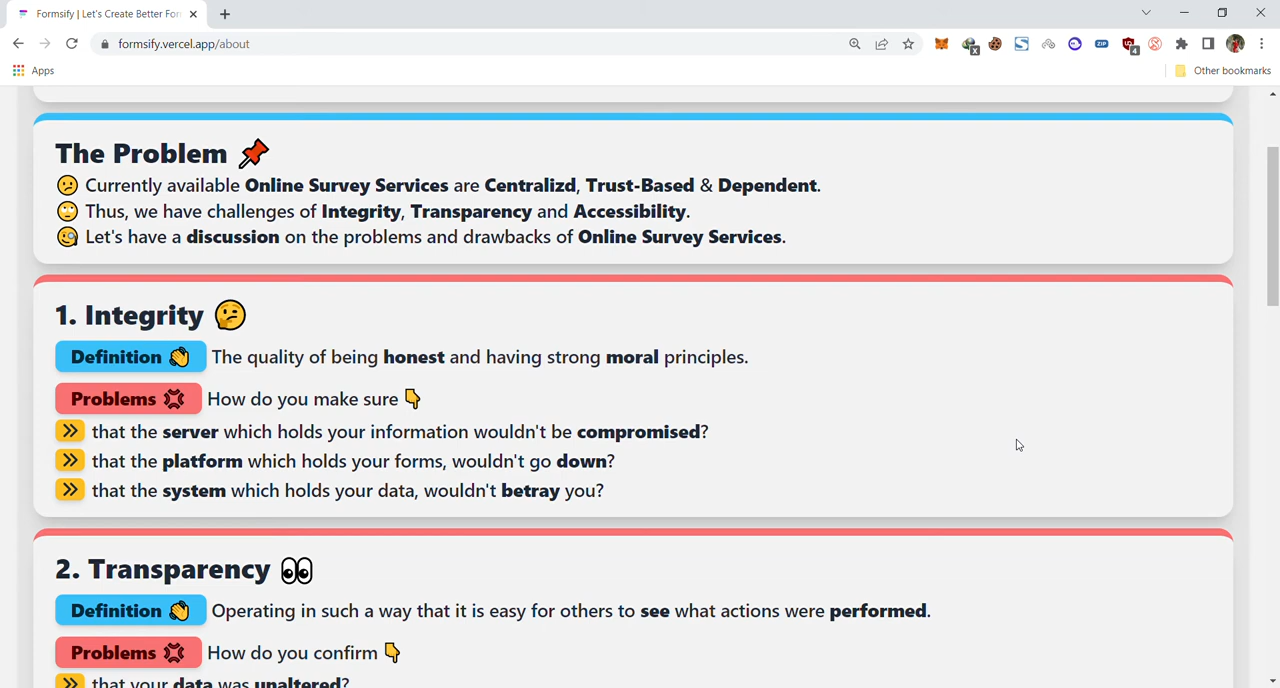 Formsify | Let's Create Better For
formsify.vercel.app/about
X
ZIP
4
Apps
Other bookmarks
The Problem 📌
😕 Currently available Online Survey Services are Centralizd, Trust-Based & Dependent.
🙄 Thus, we have challenges of Integrity, Transparency and Accessibility.
🧐 Let's have a discussion on the problems and drawbacks of Online Survey Services.
1. Integrity 🤔
Definition 👋 The quality of being honest and having strong moral principles.
Problems 💢 How do you make sure 👇
» that the server which holds your information wouldn't be compromised?
» that the platform which holds your forms, wouldn't go down?
» that the system which holds your data, wouldn't betray you?
2. Transparency 👀
Definition 👋 Operating in such a way that it is easy for others to see what actions were performed.
Problems 💢 How do you confirm 👇
» that your data was unaltered?